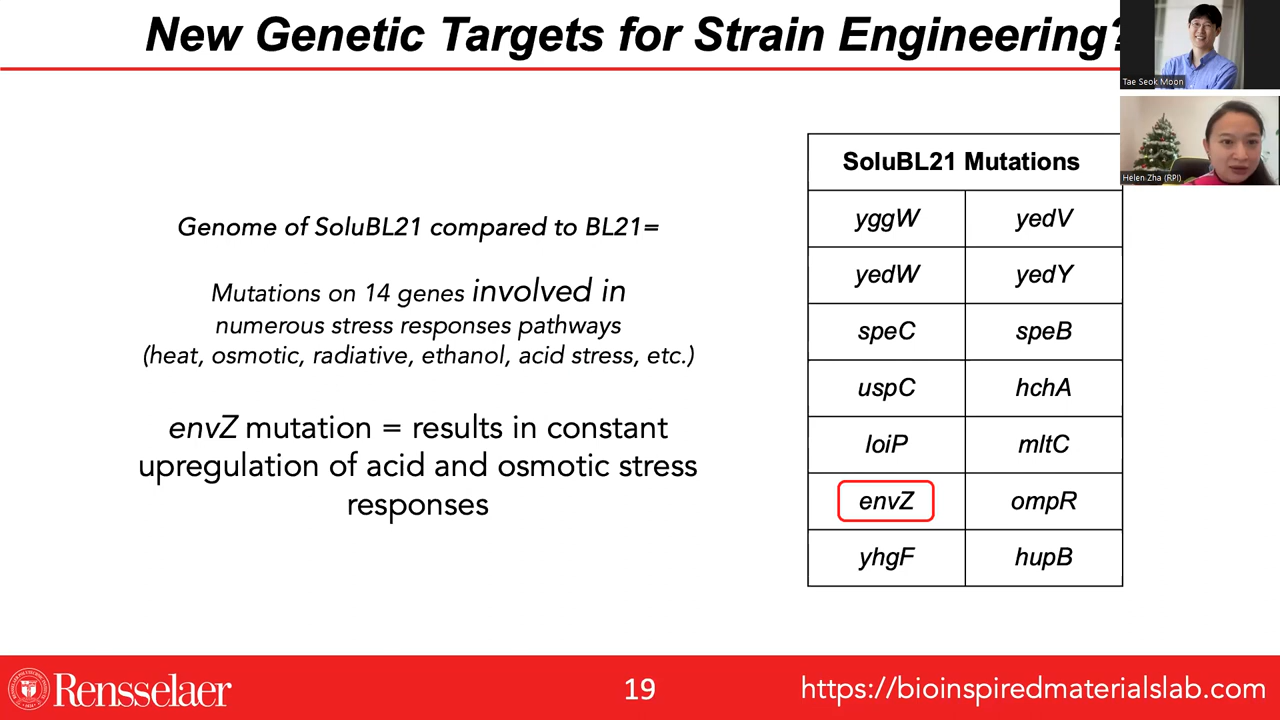 New Genetic Targets for Strain Engineering?
Tae Seok Moon
Helen Zha (RPI)
Genome of SoluBL21 compared to BL21=
Mutations on 14 genes involved in
numerous stress responses pathways
(heat, osmotic, radiative, ethanol, acid stress, etc.)
envZ mutation = results in constant
upregulation of acid and osmotic stress
responses
SoluBL21 Mutations
yggW yedV
yedW yedY
speC speB
uspC hchA
loiP mltC
envZ ompR
yhgF hupB
Rensselaer
19
https://bioinspiredmaterialslab.com